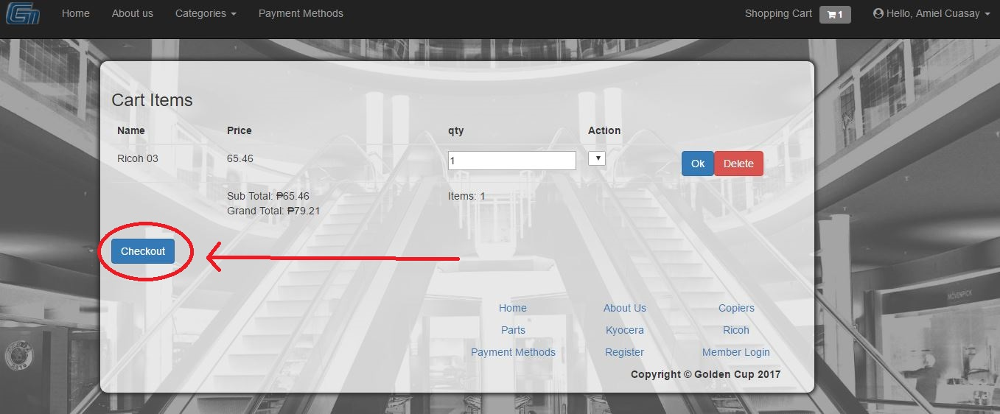 Home About us Categories Payment Methods Shopping Cart 1 Hello, Amiel Cuasay
Cart Items
Name Price qty Action
Ricoh 03 65.46 1 Ok Delete
Sub Total: ₱65.46 Items: 1
Grand Total: ₱79.21
Checkout
MÖVENPICK
Home About Us Copiers
Parts Kyocera Ricoh
Payment Methods Register Member Login
Copyright © Golden Cup 2017